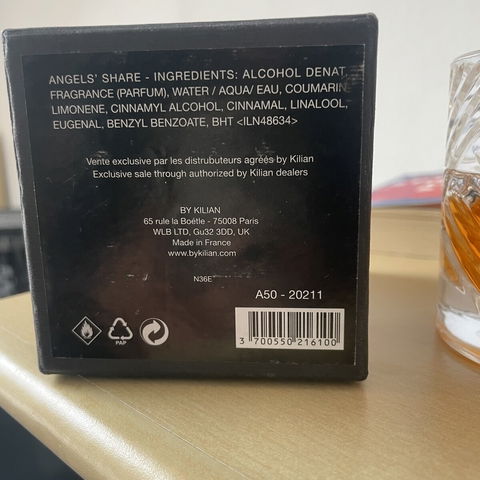 ANGELS' SHARE - INGREDIENTS: ALCOHOL DENAT,
FRAGRANCE (PARFUM), WATER / AQUA/ EAU, COUMARIN,
LIMONENE, CINNAMYL ALCOHOL, CINNAMAL, LINALOOL,
EUGENAL, BENZYL BENZOATE, BHT <ILN48634>
Vente exclusive par les distrubuteurs agréés by Kilian
Exclusive sale through authorized by Kilian dealers
BY KILIAN
65 rule la Boétle - 75008 Paris
WLB LTD, Gu32 3DD, UK
Made in France
www.bykilian.com
N36E
A50 - 20211
PAP
3 700550 216100